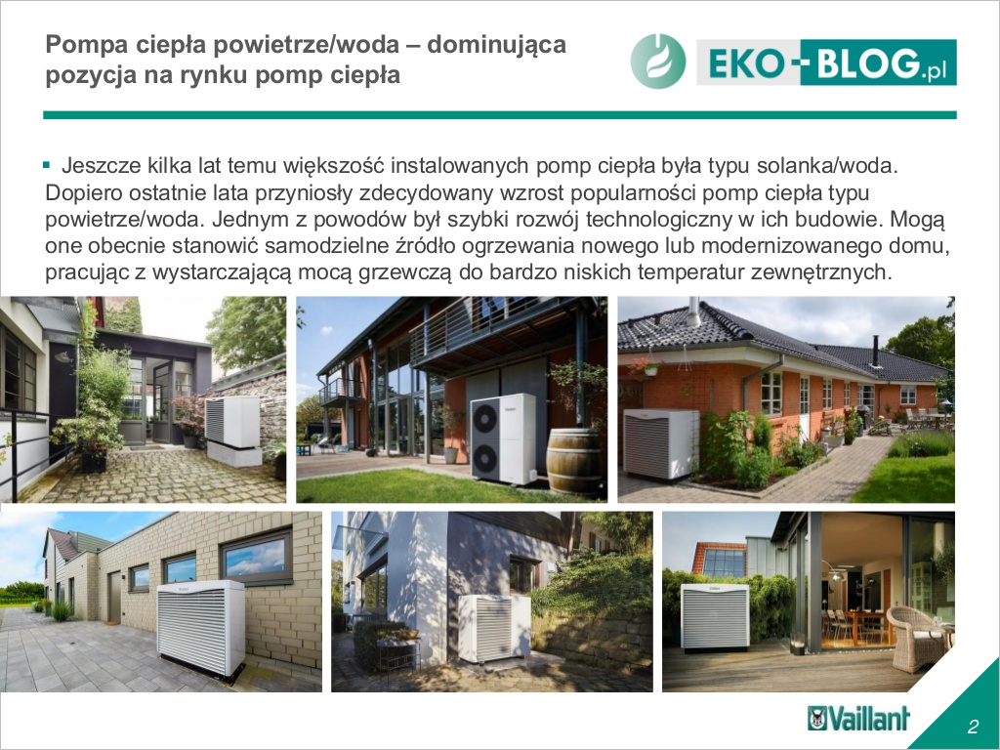 Pompa ciepła powietrze/woda – dominująca
pozycja na rynku pomp ciepła
EKO-BLOG.pl
▪ Jeszcze kilka lat temu większość instalowanych pomp ciepła była typu solanka/woda.
Dopiero ostatnie lata przyniosły zdecydowany wzrost popularności pomp ciepła typu
powietrze/woda. Jednym z powodów był szybki rozwój technologiczny w ich budowie. Mogą
one obecnie stanowić samodzielne źródło ogrzewania nowego lub modernizowanego domu,
pracując z wystarczającą mocą grzewczą do bardzo niskich temperatur zewnętrznych.
Vaillant
2